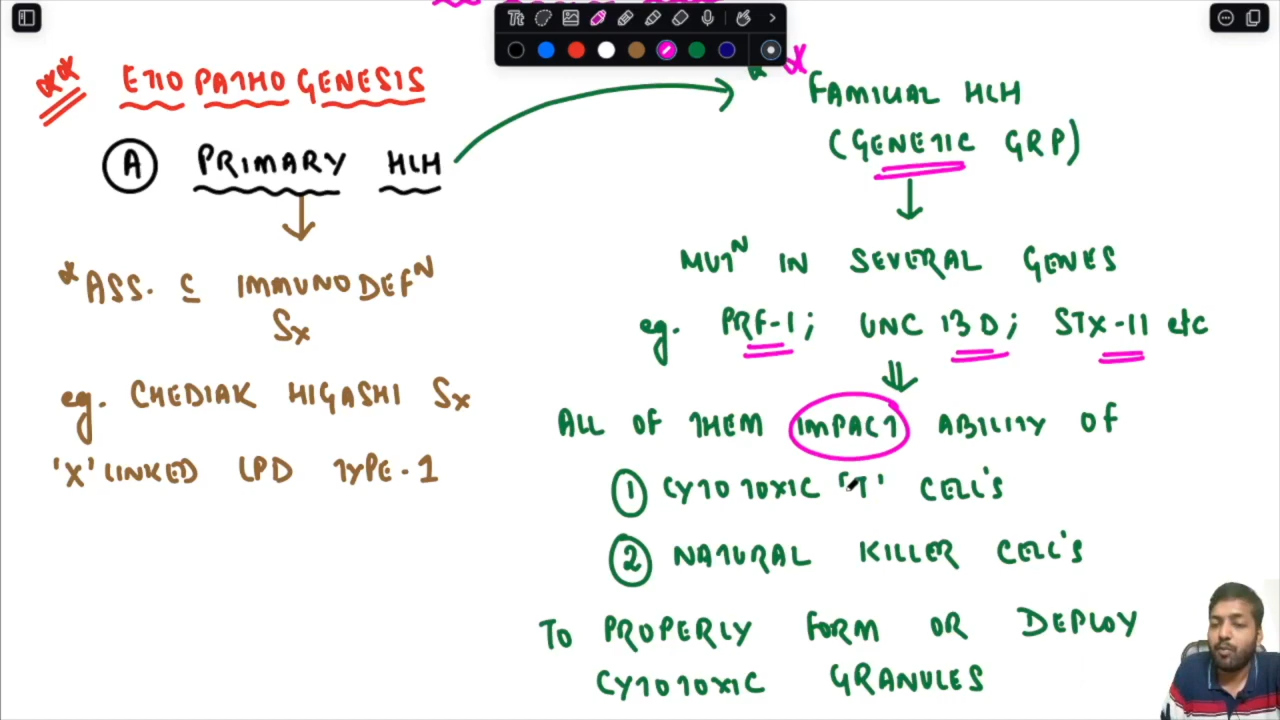 ETIO PATHO GENESIS
A PRIMARY HLH
* ASS. c IMMUNODEFN
Sx
eg. CHEDIAK HIGASHI Sx
'X' LINKED LPD TYPE-1
FAMILIAL HLH
(GENETIC GRP)
MUTN IN SEVERAL GENES
eg. PRF-1; UNC 13D; STX-11 etc
ALL OF THEM IMPACT ABILITY OF
1 CYTOTOXIC 'T' CELL'S
2 NATURAL KILLER CELL'S
TO PROPERLY FORM OR DEPLOY
CYTOTOXIC GRANULES